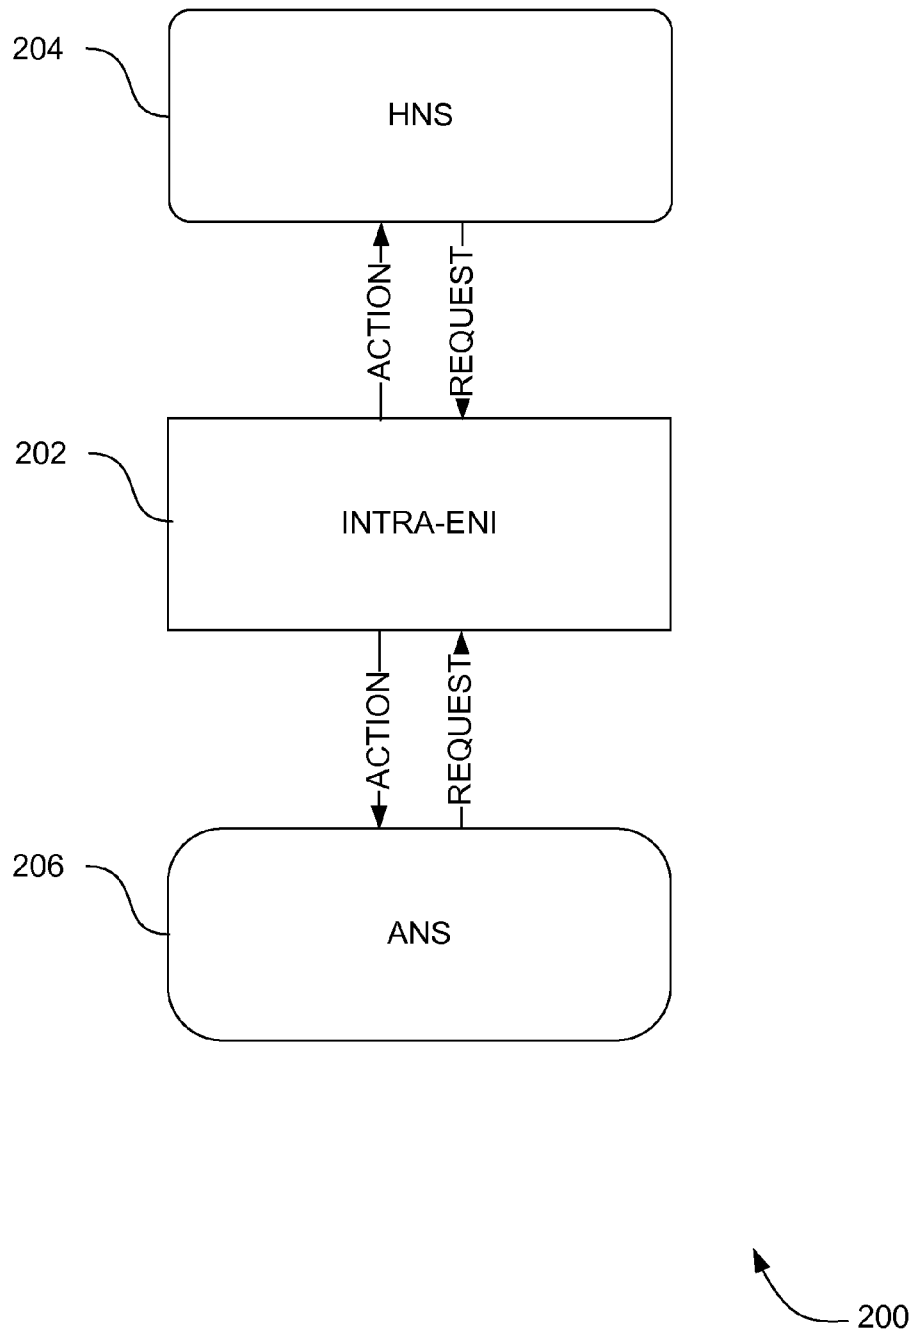 204
HNS
ACTION
REQUEST
202
INTRA-ENI
ACTION
REQUEST
206
ANS
200